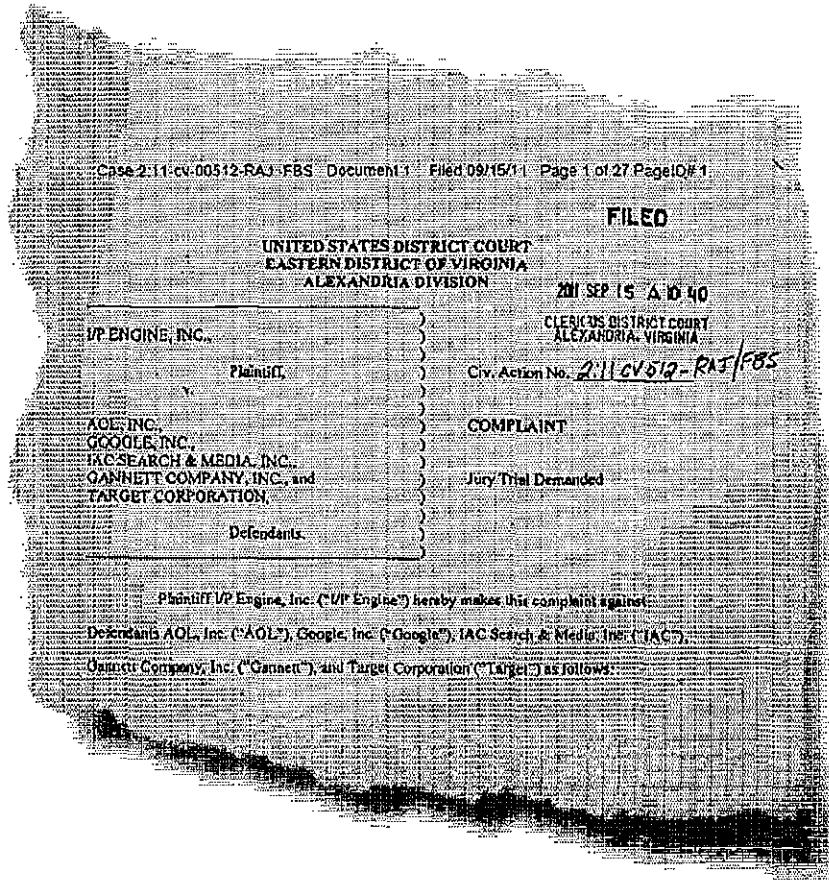 Case 2:11-cv-00512-RAJ-FBS Document 1 Filed 09/15/11 Page 1 of 27 PageID# 1
FILED
UNITED STATES DISTRICT COURT
EASTERN DISTRICT OF VIRGINIA
ALEXANDRIA DIVISION
2011 SEP 15 A 10 40
CLERK US DISTRICT COURT
ALEXANDRIA, VIRGINIA
I/P ENGINE, INC.,
Plaintiff,
v.
Civ. Action No. 2:11 CV 512 - RAJ/FBS
AOL, INC.,
GOOGLE, INC.,
IAC SEARCH & MEDIA, INC.,
GANNETT COMPANY, INC., and
TARGET CORPORATION,
Defendants.
COMPLAINT
Jury Trial Demanded
Plaintiff I/P Engine, Inc. ("I/P Engine") hereby makes this complaint against
Defendants AOL, Inc. ("AOL"), Google, Inc. ("Google"), IAC Search & Media, Inc. ("IAC"),
Gannett Company, Inc. ("Gannett"), and Target Corporation ("Target") as follows: